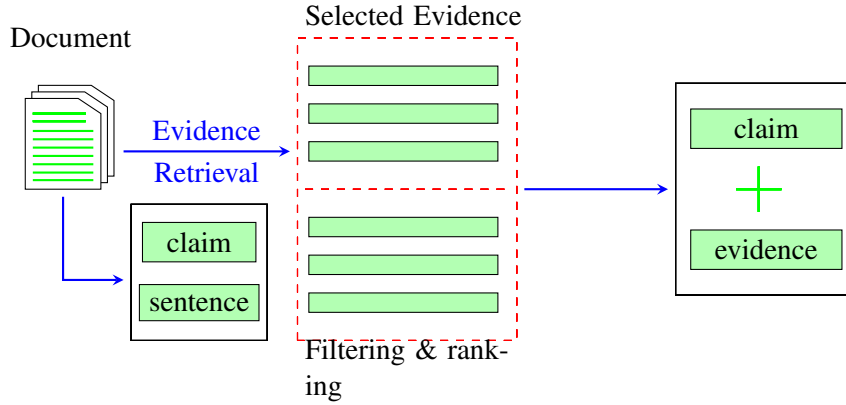 Selected Evidence
Document
Evidence
Retrieval
claim
sentence
Filtering & rank-
ing
claim
evidence